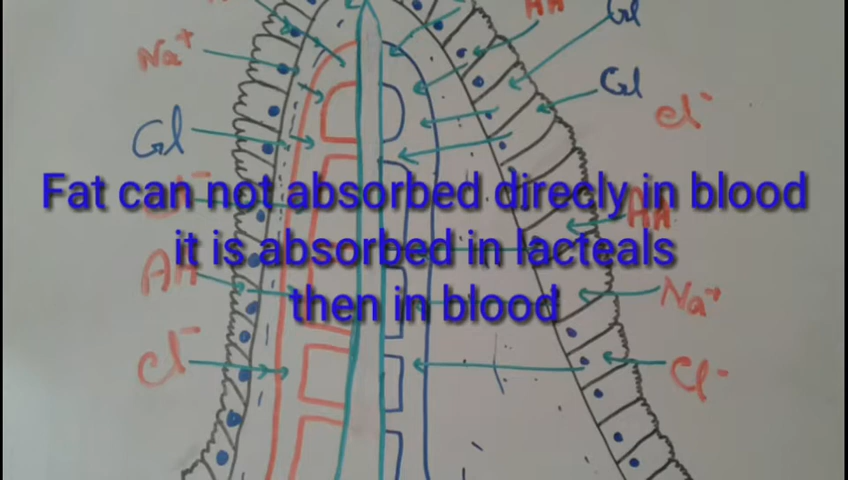 AA
Gl
Na+
Gl
Cl-
Gl
Fat can not absorbed direcly in blood
AA
it is absorbed in lacteals
AA
Na+
then in blood
Cl-
Cl-